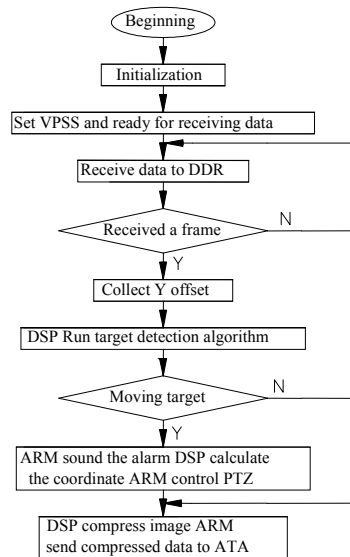 Beginning
Initialization
Set VPSS and ready for receiving data
Receive data to DDR
Received a frame
N
Y
Collect Y offset
DSP Run target detection algorithm
Moving target
N
Y
ARM sound the alarm DSP calculate
the coordinate ARM control PTZ
DSP compress image ARM
send compressed data to ATA